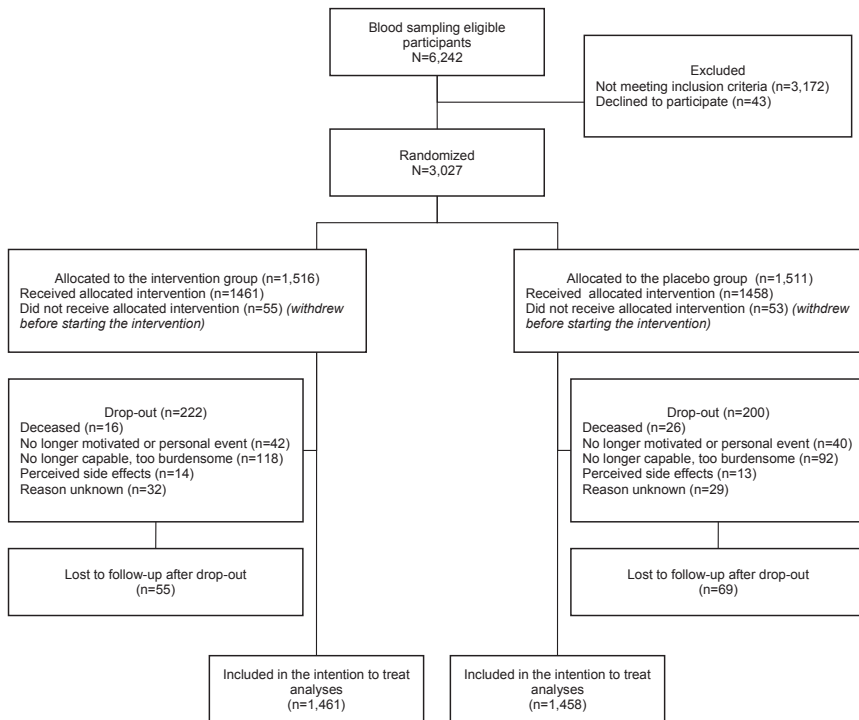 Blood sampling eligible
participants
N=6,242
Excluded
Not meeting inclusion criteria (n=3,172)
Declined to participate (n=43)
Randomized
N=3,027
Allocated to the intervention group (n=1,516)
Received allocated intervention (n=1461)
Did not receive allocated intervention (n=55) (withdrew
before starting the intervention)
Allocated to the placebo group (n=1,511)
Received allocated intervention (n=1458)
Did not receive allocated intervention (n=53) (withdrew
before starting the intervention)
Drop-out (n=222)
Deceased (n=16)
No longer motivated or personal event (n=42)
No longer capable, too burdensome (n=118)
Perceived side effects (n=14)
Reason unknown (n=32)
Drop-out (n=200)
Deceased (n=26)
No longer motivated or personal event (n=40)
No longer capable, too burdensome (n=92)
Perceived side effects (n=13)
Reason unknown (n=29)
Lost to follow-up after drop-out
(n=55)
Lost to follow-up after drop-out
(n=69)
Included in the intention to treat
analyses
(n=1,461)
Included in the intention to treat
analyses
(n=1,458)